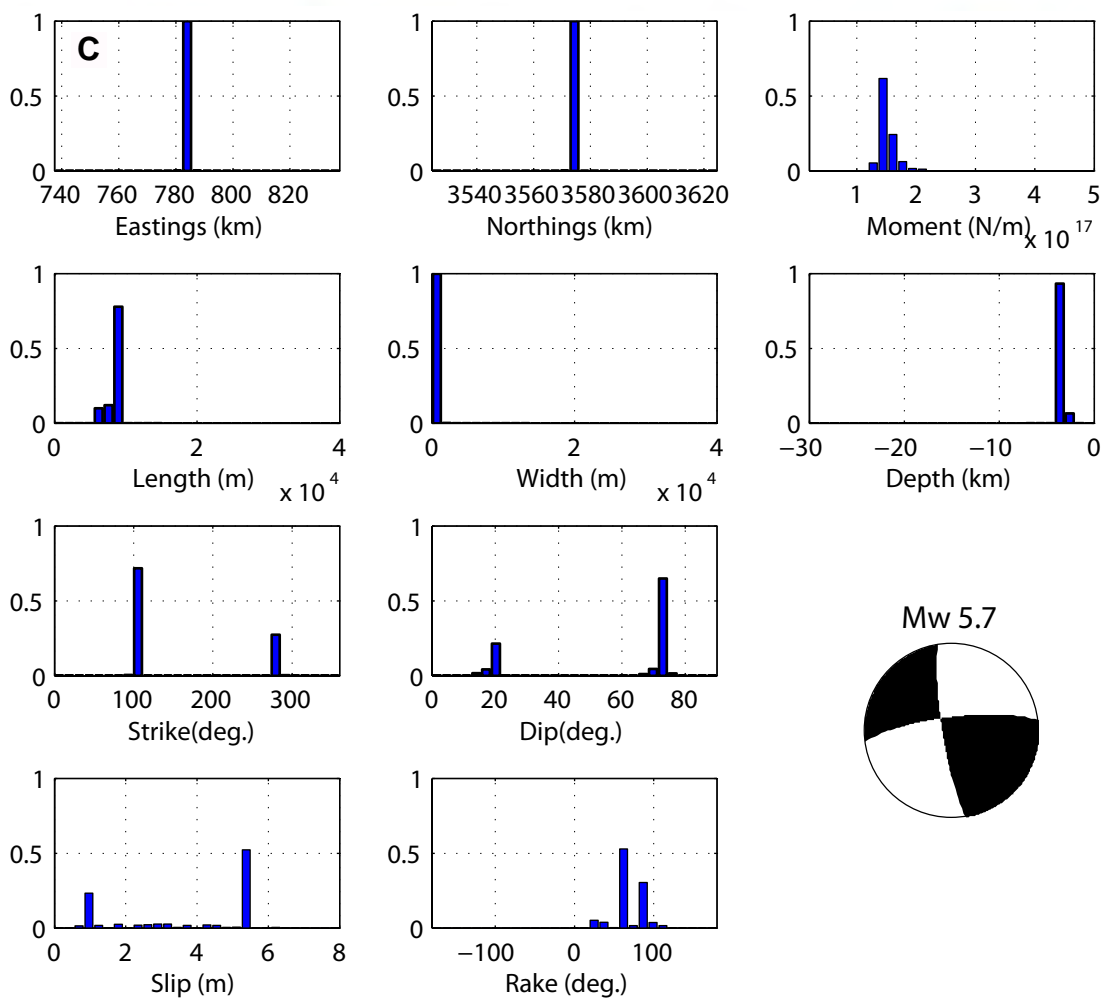 C
1
0.5
0
740 760 780 800 820
Eastings (km)
1
0.5
0
3540 3560 3580 3600 3620
Northings (km)
1
0.5
0
1 2 3 4 5
Moment (N/m)
x 10 17
1
0.5
0
0 2 4
Length (m)
x 10 4
1
0.5
0
0 2 4
Width (m)
x 10 4
1
0.5
0
−30 −20 −10 0
Depth (km)
1
0.5
0
0 100 200 300
Strike(deg.)
1
0.5
0
0 20 40 60 80
Dip(deg.)
Mw 5.7
1
0.5
0
0 2 4 6 8
Slip (m)
1
0.5
0
−100 0 100
Rake (deg.)